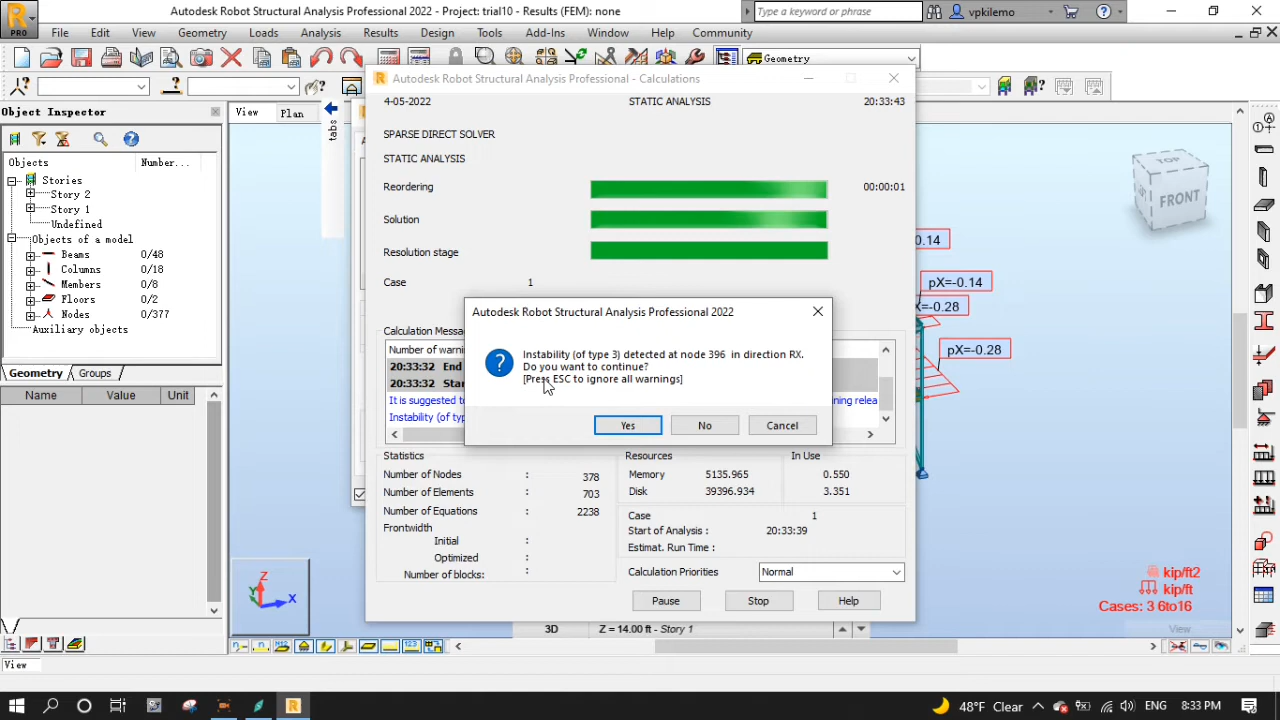 Autodesk Robot Structural Analysis Professional 2022 - Project: trial10 - Results (FEM): none
Type a keyword or phrase
vpkilemo
PRO
File Edit View Geometry Loads Analysis Results Design Tools Add-Ins Window Help Community
Geometry
Object Inspector
Objects Number...
Stories
Story 2
Story 1
Undefined
Objects of a model
Beams 0/48
Columns 0/18
Members 0/8
Floors 0/2
Nodes 0/377
Auxiliary objects
Geometry Groups
Name Value Unit
View Plan
tabs
Autodesk Robot Structural Analysis Professional - Calculations
4-05-2022 STATIC ANALYSIS 20:33:43
SPARSE DIRECT SOLVER
STATIC ANALYSIS
Reordering 00:00:01
Solution
Resolution stage
Case 1
Calculation Mess
Number of warni
20:33:32 End
20:33:32 Star
It is suggested t
ning relea
Instability (of typ
Autodesk Robot Structural Analysis Professional 2022
Instability (of type 3) detected at node 396 in direction RX.
Do you want to continue?
[Press ESC to ignore all warnings]
Yes No Cancel
Statistics
Number of Nodes : 378
Number of Elements : 703
Number of Equations : 2238
Frontwidth
Initial :
Optimized :
Number of blocks: :
Resources In Use
Memory 5135.965 0.550
Disk 39396.934 3.351
Case 1
Start of Analysis : 20:33:39
Estimat. Run Time :
Calculation Priorities Normal
Pause Stop Help
0.14
pX=-0.14
X=-0.28
pX=-0.28
TOP
FRONT
Z
X
kip/ft2
kip/ft
Cases: 3 6to16
View
3D Z = 14.00 ft - Story 1
View
48°F Clear
ENG 8:33 PM